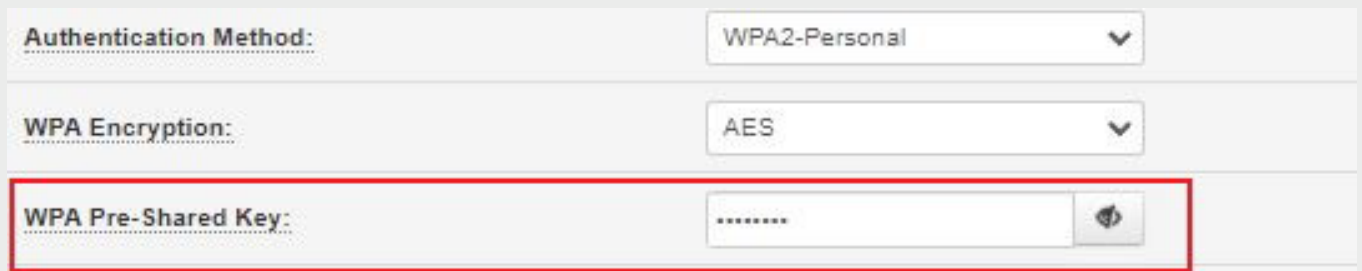 Authentication Method: WPA2-Personal
WPA Encryption: AES
WPA Pre-Shared Key: ••••••••